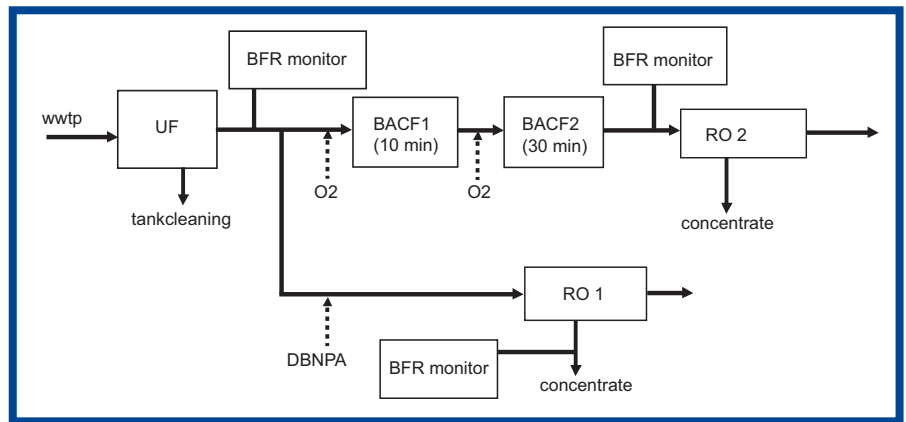 BFR monitor
BFR monitor
wwtp
UF
BACF1
(10 min)
BACF2
(30 min)
RO 2
O2
O2
tankcleaning
concentrate
RO 1
DBNPA
BFR monitor
concentrate